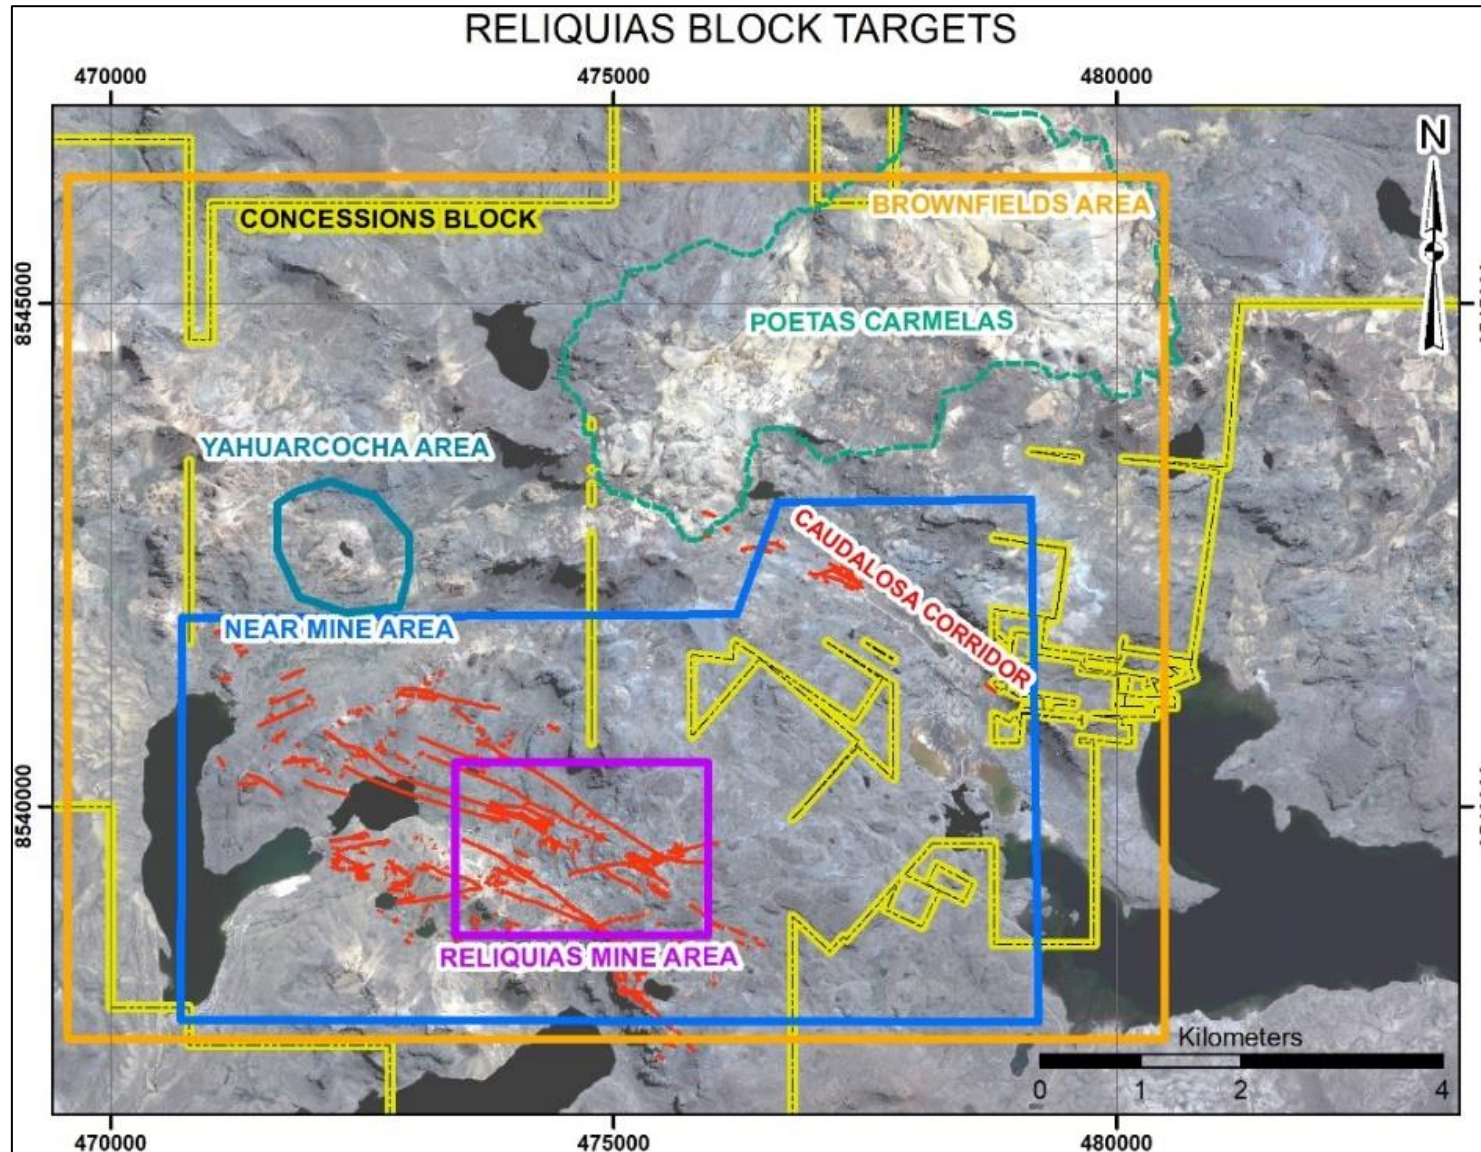 RELIQUIAS BLOCK TARGETS
470000
475000
480000
N
CONCESSIONS BLOCK
BROWNFIELDS AREA
8545000
POETAS CARMELAS
YAHUARCOCHA AREA
CAUDALOSA CORRIDOR
NEAR MINE AREA
8540000
RELIQUIAS MINE AREA
Kilometers
0 1 2 4
470000
475000
480000